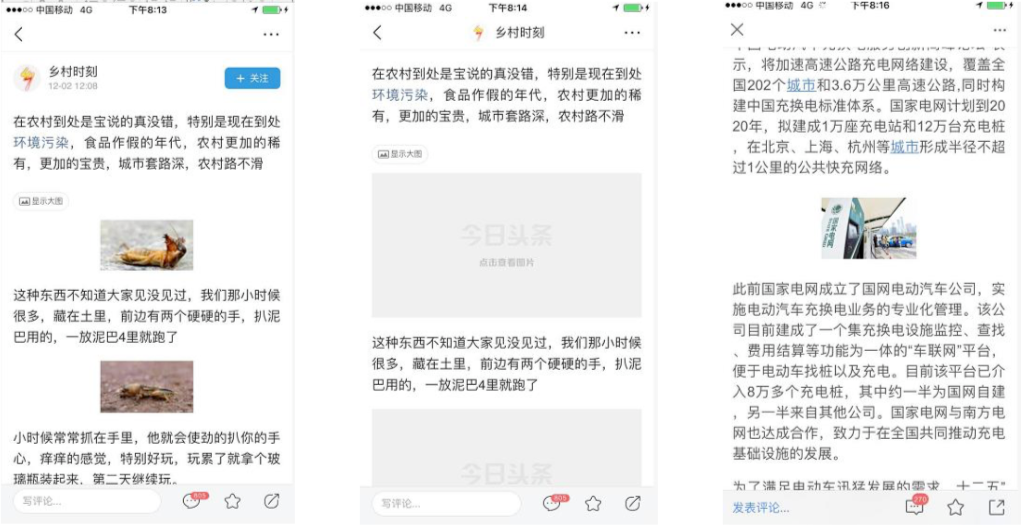 ●●●○○ 中国移动 4G 下午8:13
乡村时刻
12-02 12:08
+ 关注
在农村到处是宝说的真没错，特别是现在到处
环境污染，食品作假的年代，农村更加的稀
有，更加的宝贵，城市套路深，农村路不滑
显示大图
这种东西不知道大家见没见过，我们那小时候
很多，藏在土里，前边有两个硬硬的手，扒泥
巴用的，一放泥巴4里就跑了
小时候常常抓在手里，他就会使劲的扒你的手
心，痒痒的感觉，特别好玩，玩累了就拿个玻
璃瓶装起来，第二天继续玩。
写评论...
809
●●●○○ 中国移动 4G 下午8:14
乡村时刻
在农村到处是宝说的真没错，特别是现在到处
环境污染，食品作假的年代，农村更加的稀
有，更加的宝贵，城市套路深，农村路不滑
显示大图
今日头条
点击查看图片
这种东西不知道大家见没见过，我们那小时候
很多，藏在土里，前边有两个硬硬的手，扒泥
巴用的，一放泥巴4里就跑了
今日头条
写评论...
809
●●●○○ 中国移动 4G 下午8:16
示，将加速高速公路充电网络建设，覆盖全
国202个城市和3.6万公里高速公路,同时构
建中国充换电标准体系。国家电网计划到20
20年，拟建成1万座充电站和12万台充电桩
，在北京、上海、杭州等城市形成半径不超
过1公里的公共快充网络。
国家电网
此前国家电网成立了国网电动汽车公司，实
施电动汽车充换电业务的专业化管理。该公
司目前建成了一个集充换电设施监控、查找
、费用结算等功能为一体的“车联网”平台，
便于电动车找桩以及充电。目前该平台已介
入8万多个充电桩，其中约一半为国网自建
，另一半来自其他公司。国家电网与南方电
网也达成合作，致力于在全国共同推动充电
基础设施的发展。
为了满足电动车迅猛发展的需求，十二五“
发表评论...
270